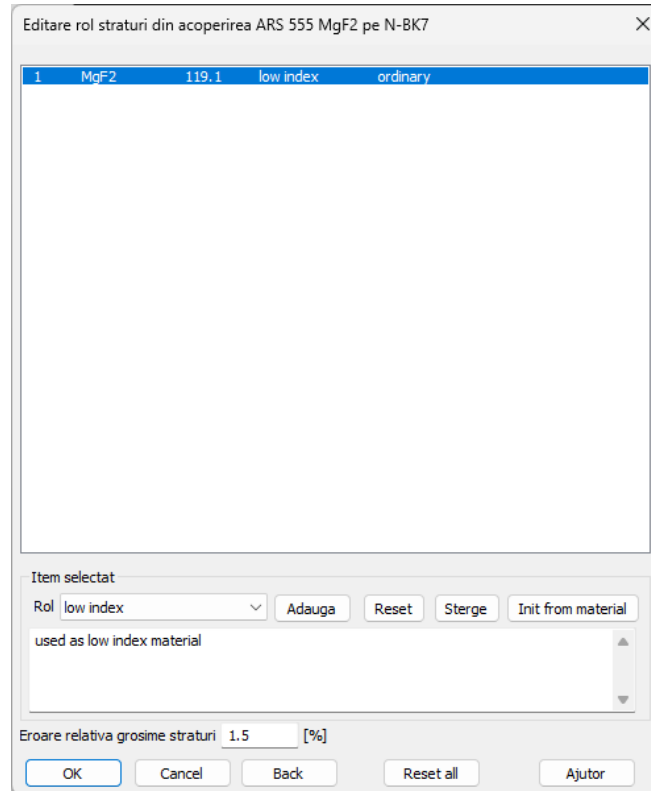 Editare rol straturi din acoperirea ARS 555 MgF2 pe N-BK7
1 MgF2 119.1 low index ordinary
Item selectat
Rol low index Adauga Reset Sterge Init from material
used as low index material
Eroare relativa grosime straturi 1.5 [%]
OK Cancel Back Reset all Ajutor